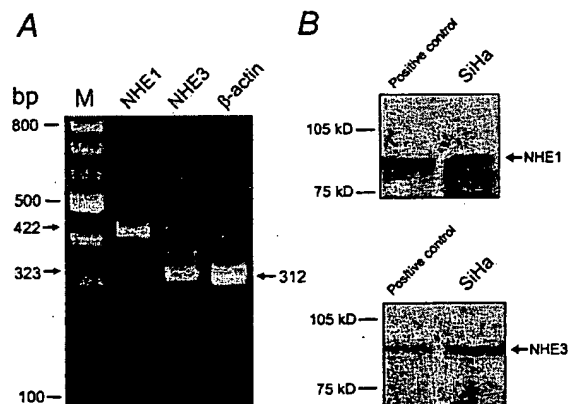 A
bp
M
NHE1
NHE3
β-actin
800
500
422
323
100
312
B
Positive control
SiHa
105 kD
75 kD
NHE1
Positive control
SiHa
105 kD
75 kD
NHE3